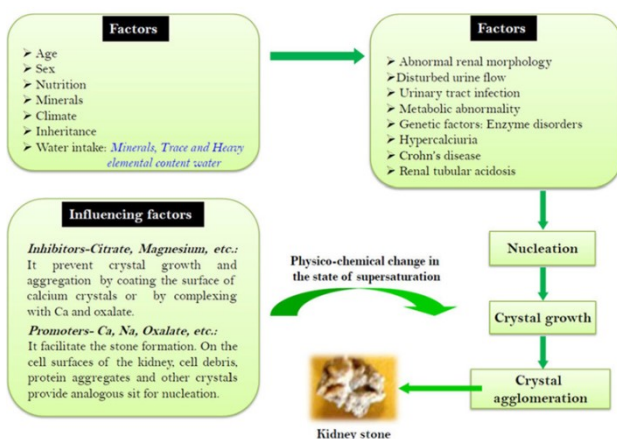 Factors
➢ Age
➢ Sex
➢ Nutrition
➢ Minerals
➢ Climate
➢ Inheritance
➢ Water intake: Minerals, Trace and Heavy
elemental content water
Factors
➢ Abnormal renal morphology
➢ Disturbed urine flow
➢ Urinary tract infection
➢ Metabolic abnormality
➢ Genetic factors: Enzyme disorders
➢ Hypercalciuria
➢ Crohn's disease
➢ Renal tubular acidosis
Influencing factors
Inhibitors-Citrate, Magnesium, etc.:
It prevent crystal growth and
aggregation by coating the surface of
calcium crystals or by complexing
with Ca and oxalate.
Promoters- Ca, Na, Oxalate, etc.:
It facilitate the stone formation. On the
cell surfaces of the kidney, cell debris,
protein aggregates and other crystals
provide analogous sit for nucleation.
Physico-chemical change in
the state of supersaturation
Nucleation
Crystal growth
Crystal
agglomeration
Kidney stone